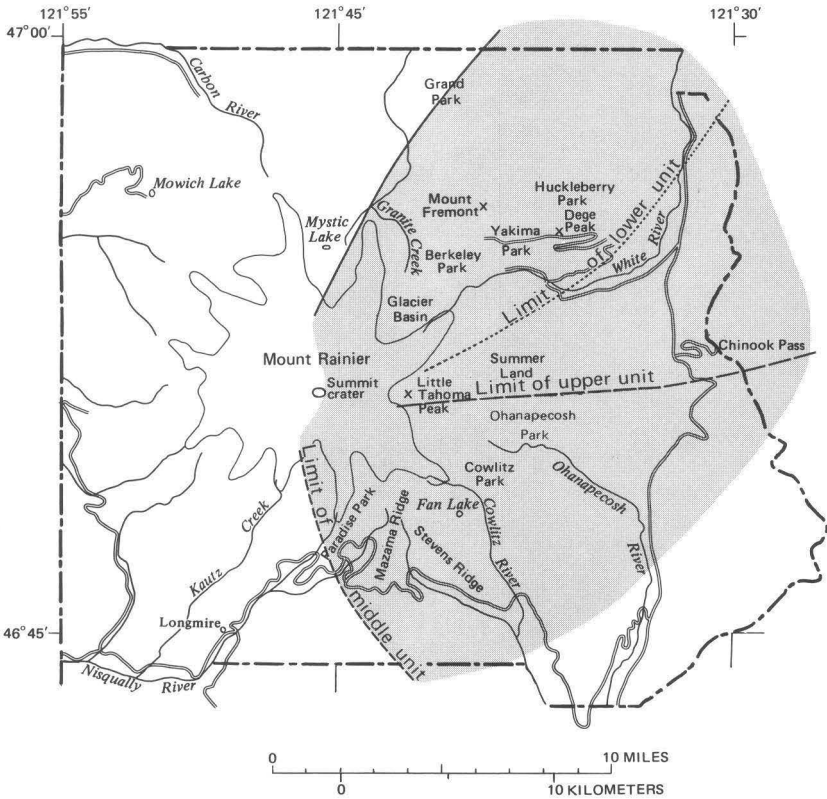 121°55′
121°45′
121°30′
47°00′
Carbon
River
Grand
Park
Mowich Lake
Mystic
Lake
Granite Creek
Mount
Fremont
Huckleberry
Park
Dege
Peak
Yakima
Park
Berkeley
Park
White
River
Limit of lower unit
Glacier
Basin
Mount Rainier
Summit
crater
Little
Tahoma
Peak
Summer
Land
Chinook Pass
Limit of upper unit
Ohanapecosh
Park
Cowlitz
Park
Ohanapecosh
River
Fan Lake
Cowlitz
River
Limit of
middle unit
Paradise Park
Mazama Ridge
Stevens Ridge
Kautz
Creek
46°45′
Longmire
Nisqually
River
0
10 MILES
0
10 KILOMETERS